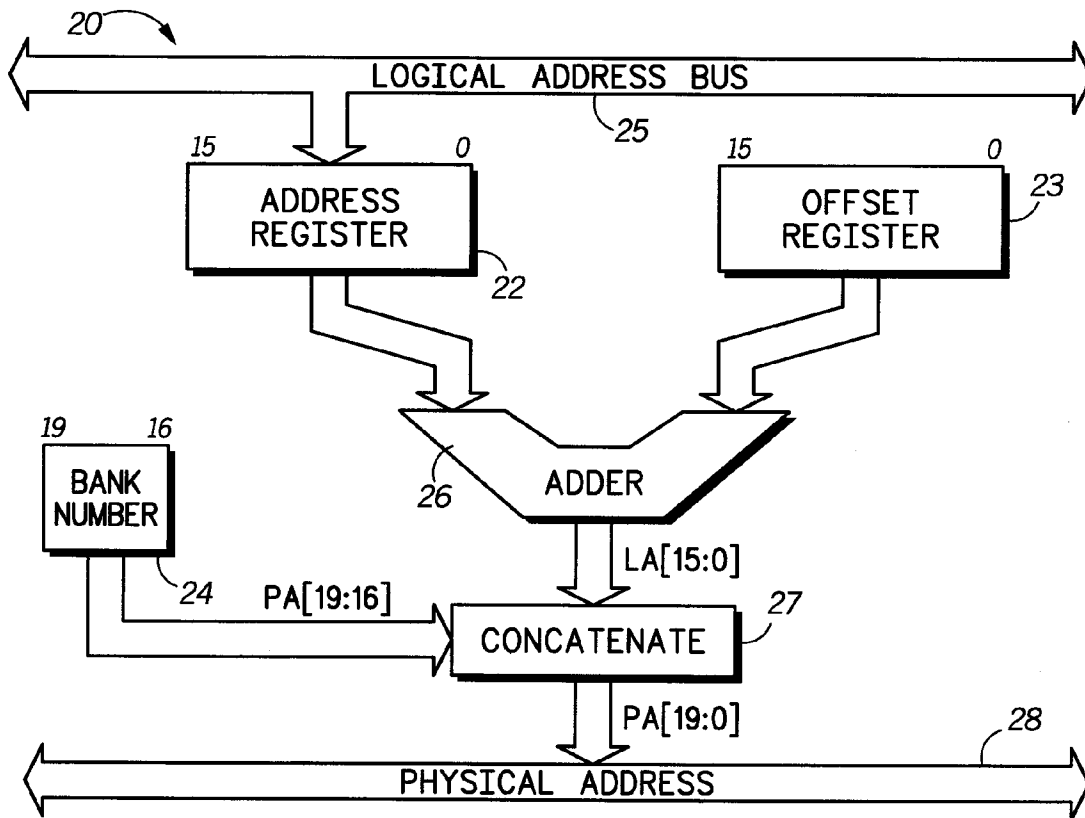 20
LOGICAL ADDRESS BUS
25
15 0
ADDRESS
REGISTER
22
15 0
OFFSET
REGISTER
23
19 16
BANK
NUMBER
24
26
ADDER
LA[15:0]
PA[19:16]
CONCATENATE
27
PA[19:0]
28
PHYSICAL ADDRESS